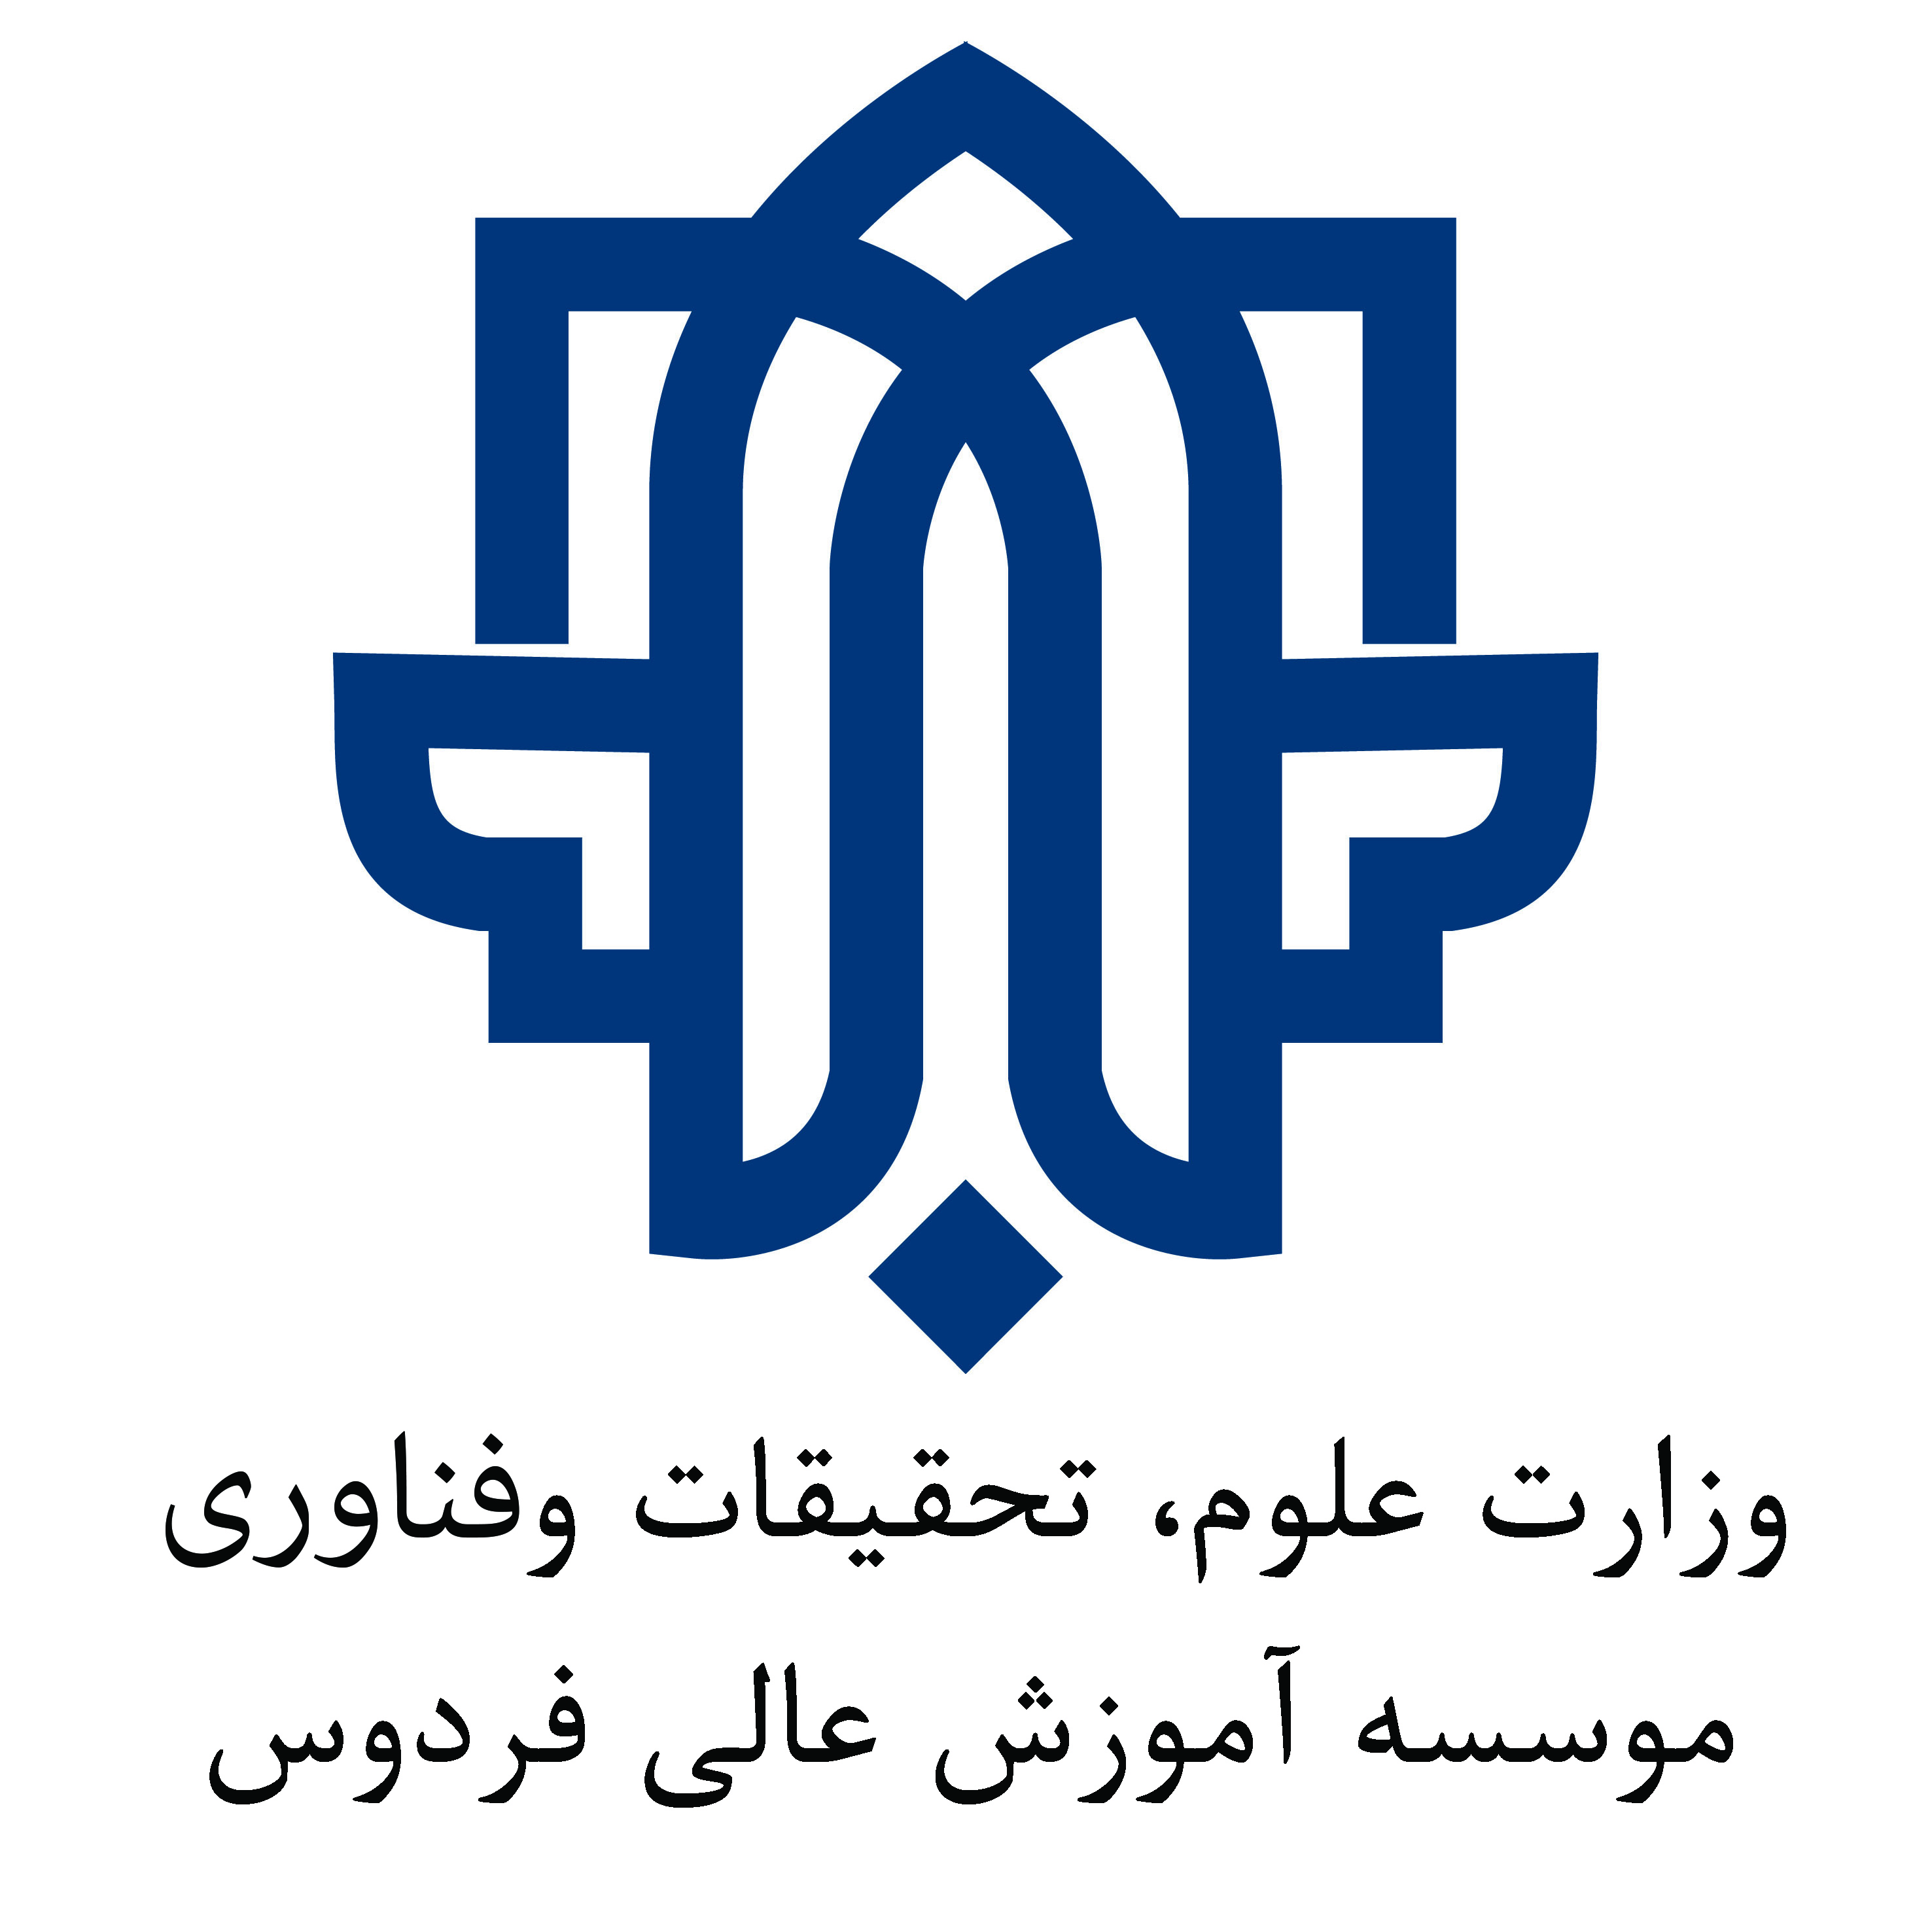 وزارت علوم، تحقیقات وفناوری
موسسه آموزش عالی فردوس